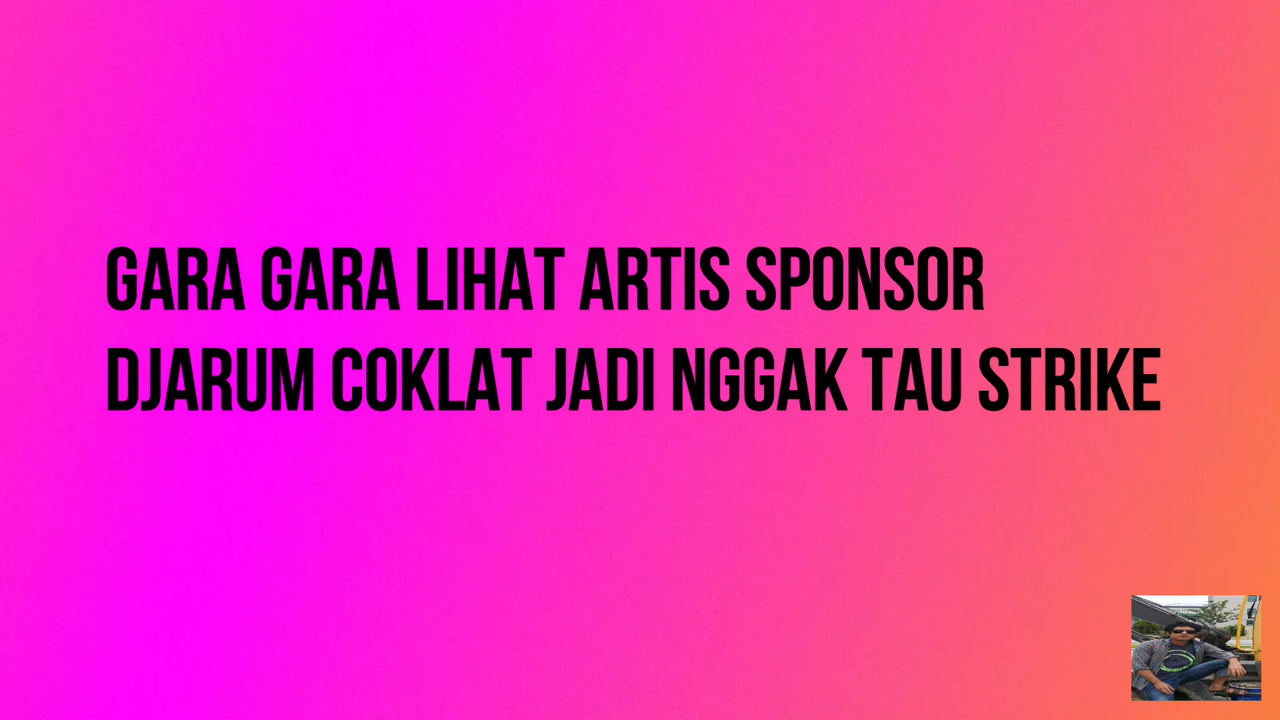 GARA GARA LIHAT ARTIS SPONSOR
DJARUM COKLAT JADI NGGAK TAU STRIKE